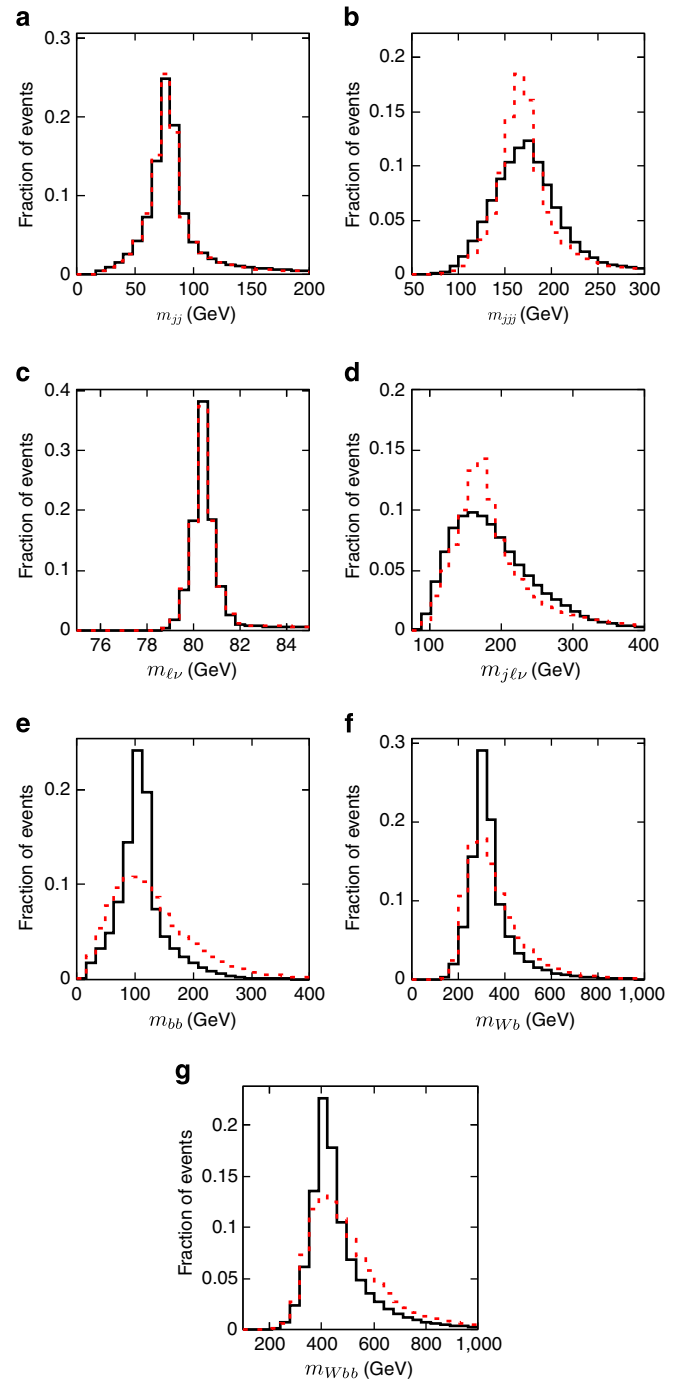 a
0.3
0.2
0.1
0
0 50 100 150 200
Fraction of events
m_jj (GeV)
b
0.2
0.15
0.1
0.05
0
50 100 150 200 250 300
Fraction of events
m_jjj (GeV)
c
0.4
0.3
0.2
0.1
0
76 78 80 82 84
Fraction of events
m_ℓν (GeV)
d
0.2
0.15
0.1
0.05
0
100 200 300 400
Fraction of events
m_jℓν (GeV)
e
0.2
0.1
0
0 100 200 300 400
Fraction of events
m_bb (GeV)
f
0.3
0.2
0.1
0
0 200 400 600 800 1,000
Fraction of events
m_Wb (GeV)
g
0.2
0.15
0.1
0.05
0
200 400 600 800 1,000
Fraction of events
m_Wbb (GeV)